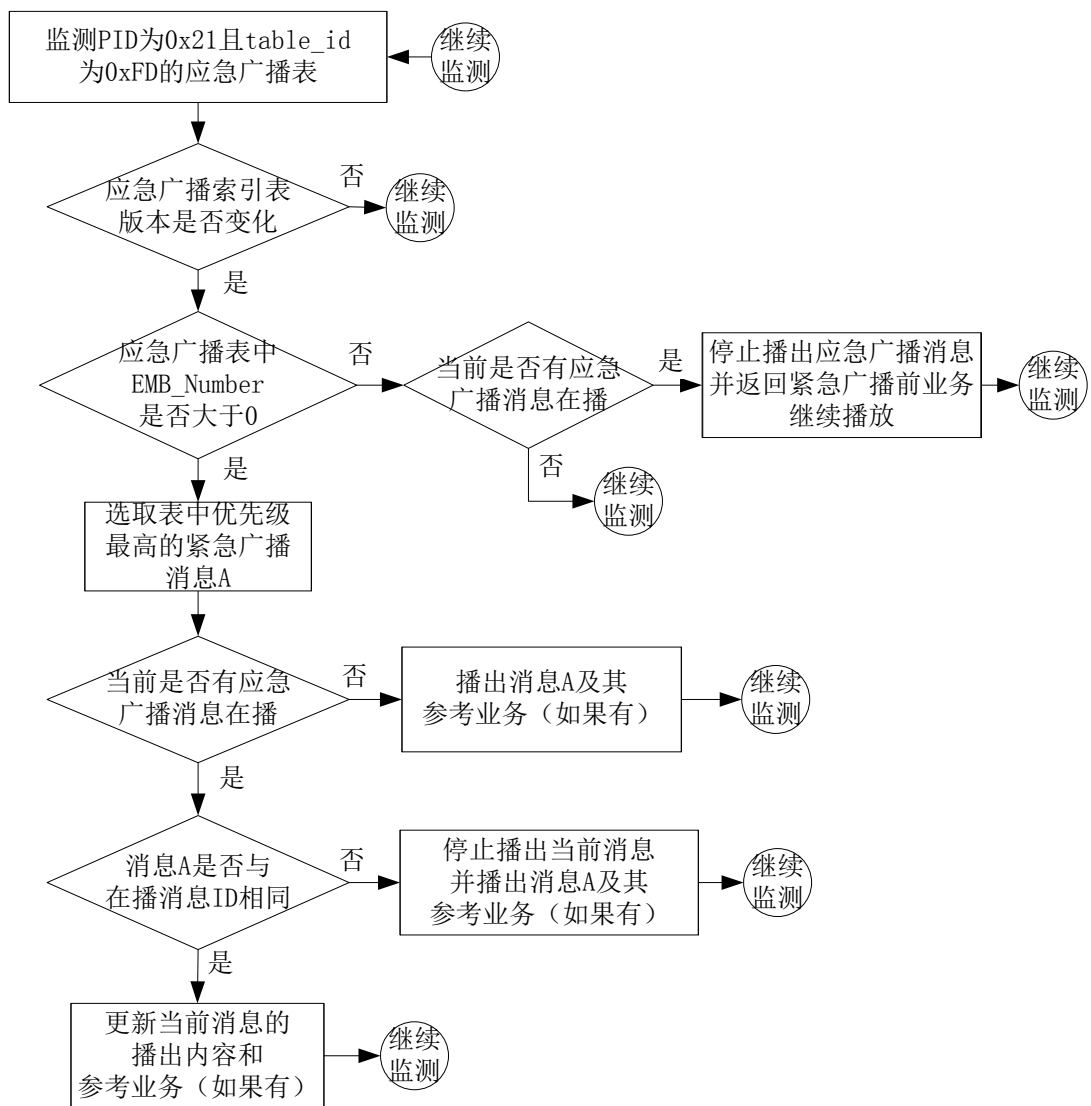 监测PID为0x21且table_id
为0xFD的应急广播表
继续
监测
应急广播索引表
版本是否变化
否
继续
监测
是
应急广播表中
EMB_Number
是否大于0
否
当前是否有应急
广播消息在播
是
停止播出应急广播消息
并返回紧急广播前业务
继续播放
继续
监测
否
继续
监测
是
选取表中优先级
最高的紧急广播
消息A
当前是否有应急
广播消息在播
否
播出消息A及其
参考业务（如果有）
继续
监测
是
消息A是否与
在播消息ID相同
否
停止播出当前消息
并播出消息A及其
参考业务（如果有）
继续
监测
是
更新当前消息的
播出内容和
参考业务（如果有）
继续
监测